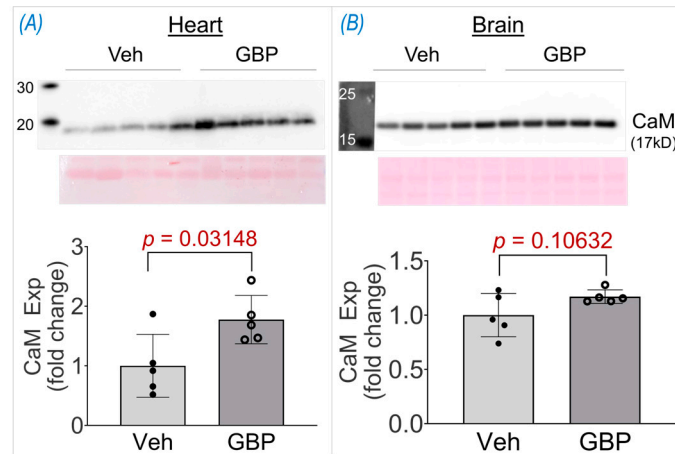 (A) Heart
Veh GBP
30
20
3
2
1
0
CaM Exp
(fold change)
p = 0.03148
Veh GBP
(B) Brain
Veh GBP
25
15
CaM
(17kD)
1.5
1.0
0.5
0.0
CaM Exp
(fold change)
p = 0.10632
Veh GBP